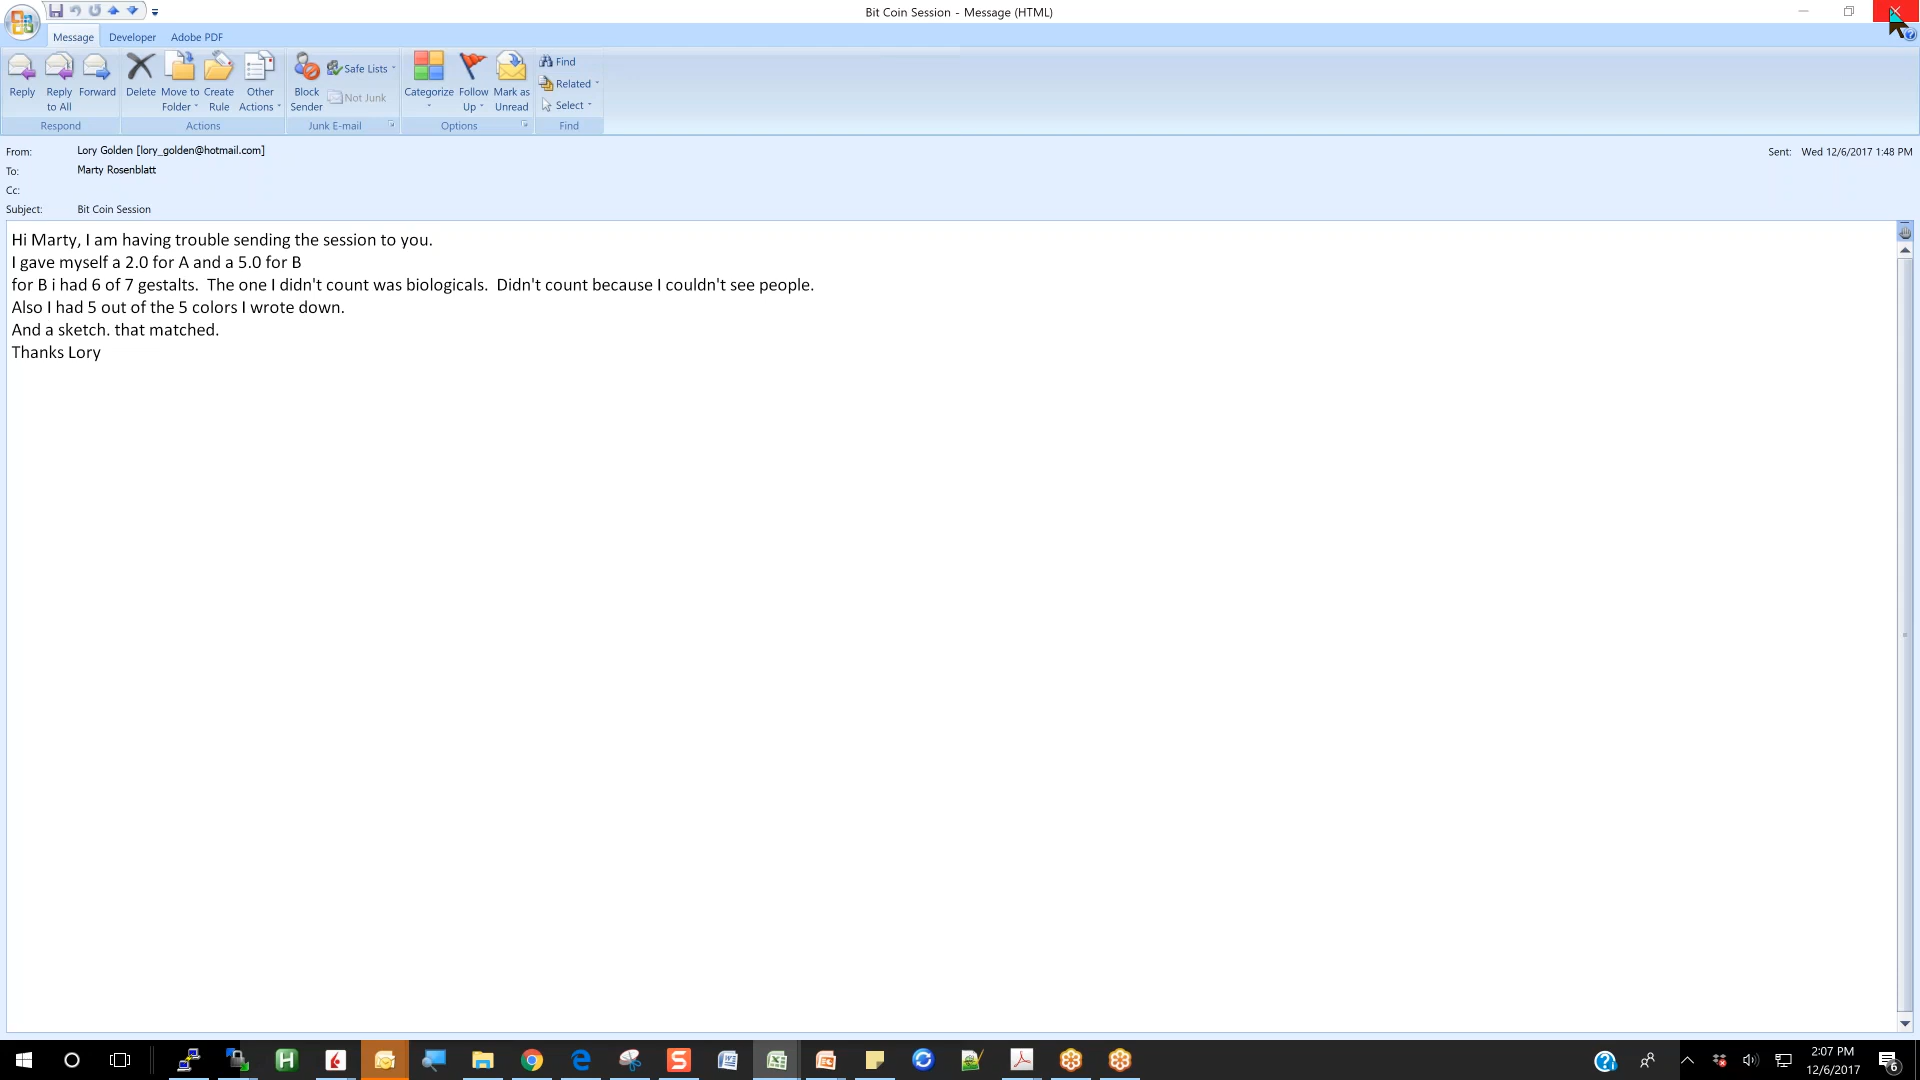 Bit Coin Session - Message (HTML)
Message Developer Adobe PDF
Reply
Reply to All
Forward
Respond
Delete
Move to Folder
Create Rule
Other Actions
Actions
Block Sender
Safe Lists
Not Junk
Junk E-mail
Categorize
Follow Up
Mark as Unread
Options
Find
Related
Select
Find
From: Lory Golden [lory_golden@hotmail.com]
Sent: Wed 12/6/2017 1:48 PM
To: Marty Rosenblatt
Cc:
Subject: Bit Coin Session
Hi Marty, I am having trouble sending the session to you.
I gave myself a 2.0 for A and a 5.0 for B
for B i had 6 of 7 gestalts.  The one I didn't count was biologicals.  Didn't count because I couldn't see people.
Also I had 5 out of the 5 colors I wrote down.
And a sketch. that matched.
Thanks Lory
2:07 PM
12/6/2017
6